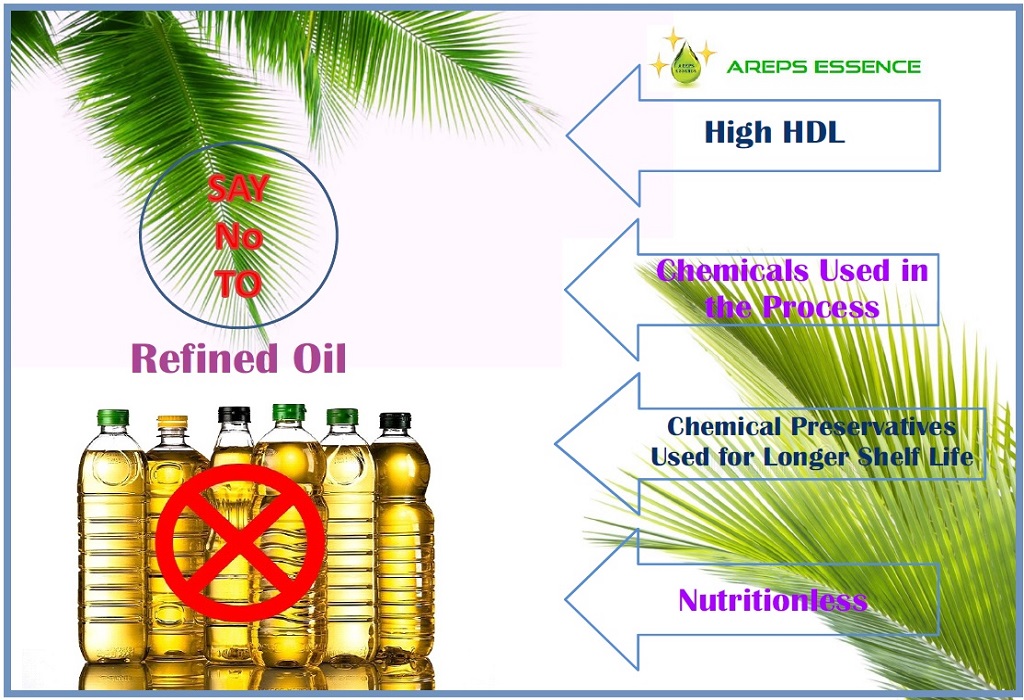 AREPS ESSENCE
High HDL
SAY
No
TO
Refined Oil
Chemicals Used in
the Process
Chemical Preservatives
Used for Longer Shelf Life
Nutritionless